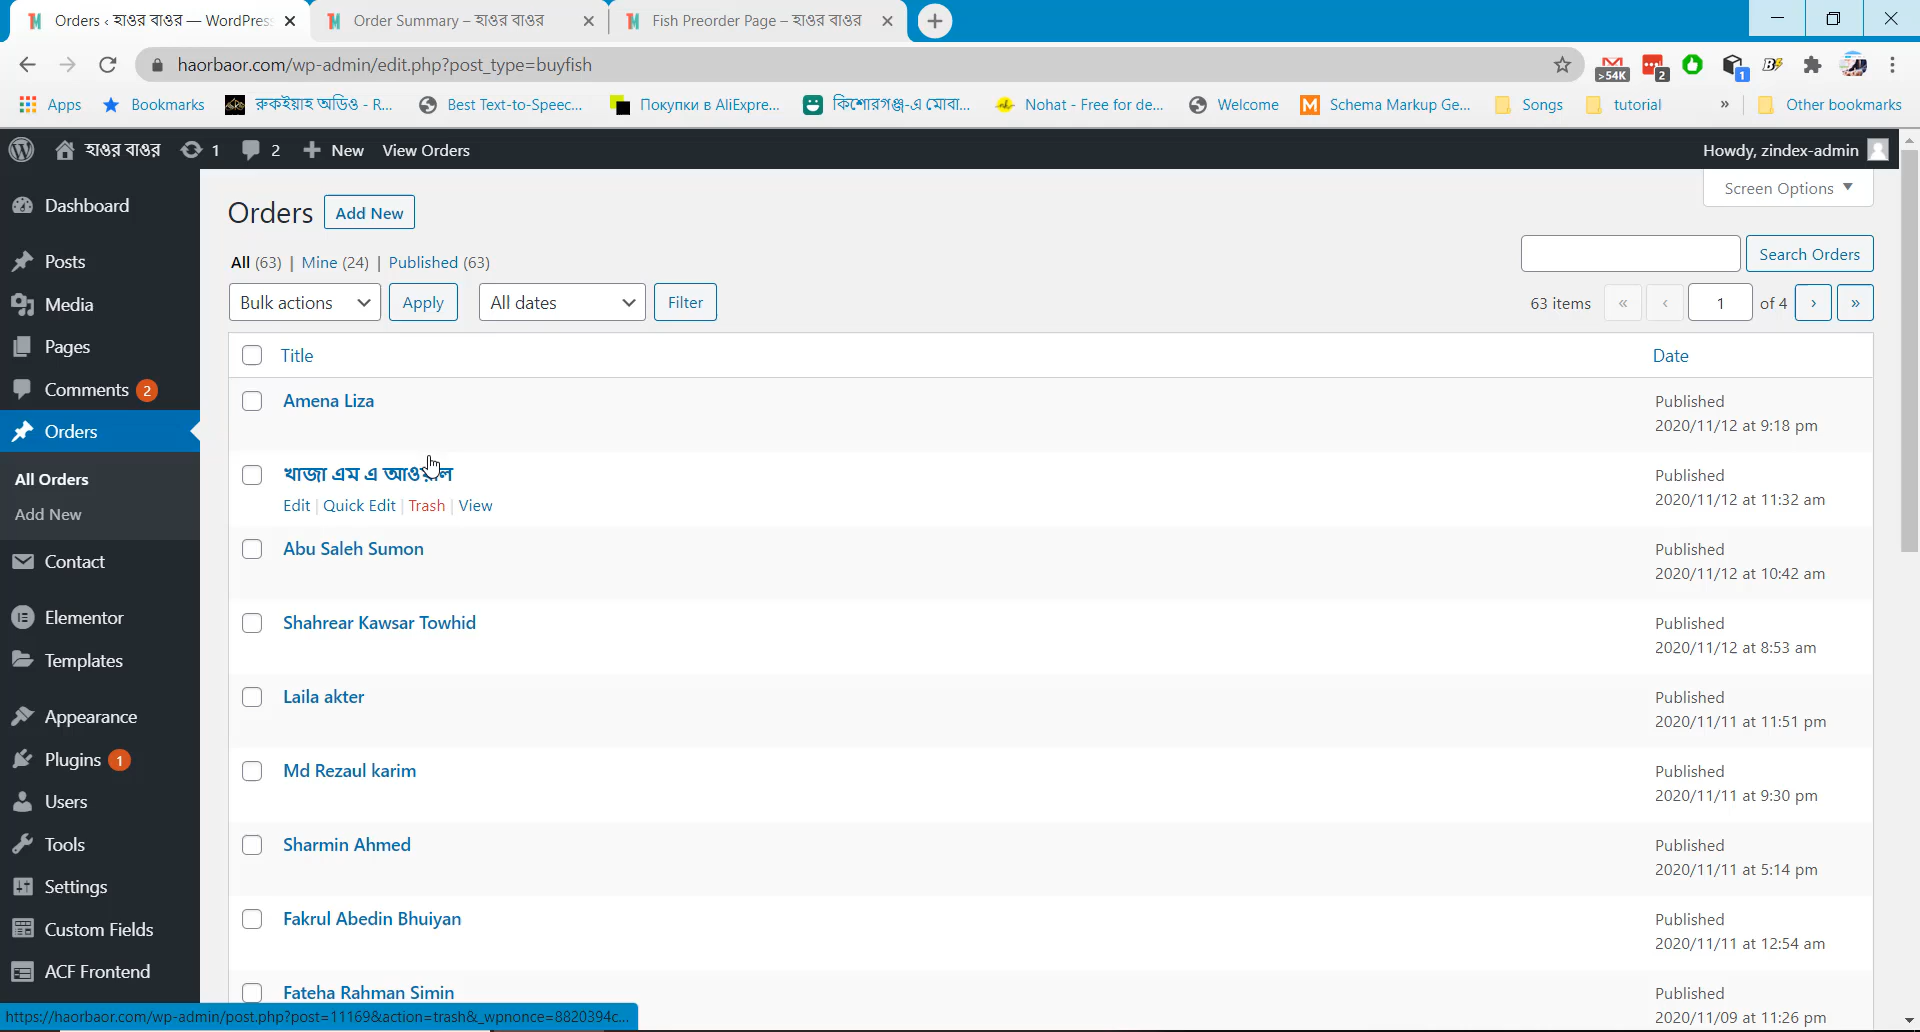 Orders ‹ হাওর বাওর — WordPress
Order Summary – হাওর বাওর
Fish Preorder Page – হাওর বাওর
haorbaor.com/wp-admin/edit.php?post_type=buyfish
>54K
2
1
Apps
Bookmarks
রুকইয়াহ অডিও - R...
Best Text-to-Speec...
Покупки в AliExpre...
কিশোরগঞ্জ-এ মোবা...
Nohat - Free for de...
Welcome
Schema Markup Ge...
Songs
tutorial
»
Other bookmarks
হাওর বাওর
1
2
New
View Orders
Howdy, zindex-admin
Dashboard
Posts
Media
Pages
Comments 2
Orders
All Orders
Add New
Contact
Elementor
Templates
Appearance
Plugins 1
Users
Tools
Settings
Custom Fields
ACF Frontend
Screen Options
Orders
Add New
All (63) | Mine (24) | Published (63)
Search Orders
Bulk actions
Apply
All dates
Filter
63 items « ‹ 1 of 4 › »
Title
Date
Amena Liza
Published
2020/11/12 at 9:18 pm
খাজা এম এ আওয়াল
Edit | Quick Edit | Trash | View
Published
2020/11/12 at 11:32 am
Abu Saleh Sumon
Published
2020/11/12 at 10:42 am
Shahrear Kawsar Towhid
Published
2020/11/12 at 8:53 am
Laila akter
Published
2020/11/11 at 11:51 pm
Md Rezaul karim
Published
2020/11/11 at 9:30 pm
Sharmin Ahmed
Published
2020/11/11 at 5:14 pm
Fakrul Abedin Bhuiyan
Published
2020/11/11 at 12:54 am
Fateha Rahman Simin
Published
2020/11/09 at 11:26 pm
https://haorbaor.com/wp-admin/post.php?post=11169&action=trash&_wpnonce=8820394c...